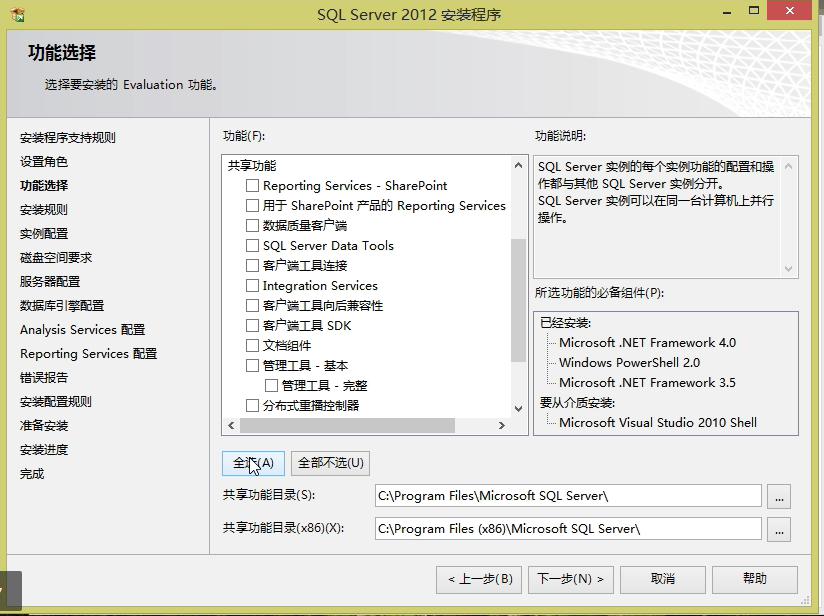 SQL Server 2012 安装程序
功能选择
选择要安装的 Evaluation 功能。
安装程序支持规则
设置角色
功能选择
安装规则
实例配置
磁盘空间要求
服务器配置
数据库引擎配置
Analysis Services 配置
Reporting Services 配置
错误报告
安装配置规则
准备安装
安装进度
完成
功能(F):
共享功能
Reporting Services - SharePoint
用于 SharePoint 产品的 Reporting Services
数据质量客户端
SQL Server Data Tools
客户端工具连接
Integration Services
客户端工具向后兼容性
客户端工具 SDK
文档组件
管理工具 - 基本
管理工具 - 完整
分布式重播控制器
功能说明:
SQL Server 实例的每个实例功能的配置和操
作都与其他 SQL Server 实例分开。
SQL Server 实例可以在同一台计算机上并行
操作。
所选功能的必备组件(P):
已经安装:
Microsoft .NET Framework 4.0
Windows PowerShell 2.0
Microsoft .NET Framework 3.5
要从介质安装:
Microsoft Visual Studio 2010 Shell
全选(A)
全部不选(U)
共享功能目录(S):
C:\Program Files\Microsoft SQL Server\
...
共享功能目录(x86)(X):
C:\Program Files (x86)\Microsoft SQL Server\
...
< 上一步(B)
下一步(N) >
取消
帮助